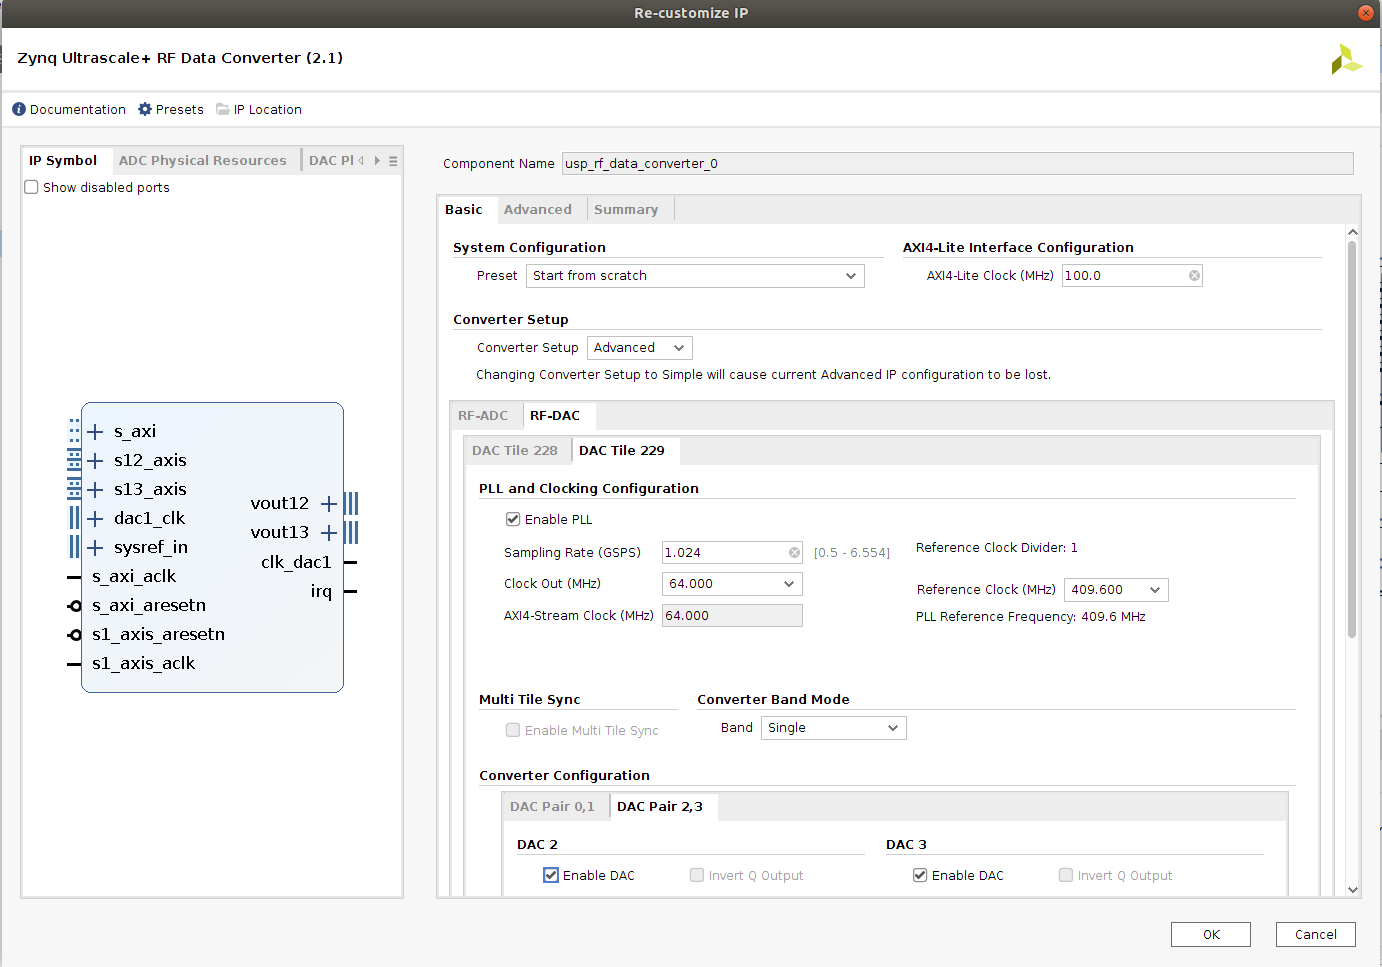 Re-customize IP
Zynq Ultrascale+ RF Data Converter (2.1)
Documentation Presets IP Location
IP Symbol ADC Physical Resources DAC Pl
Show disabled ports
s_axi
s12_axis
s13_axis
dac1_clk
sysref_in
s_axi_aclk
s_axi_aresetn
s1_axis_aresetn
s1_axis_aclk
vout12
vout13
clk_dac1
irq
Component Name usp_rf_data_converter_0
Basic Advanced Summary
System Configuration
Preset Start from scratch
AXI4-Lite Interface Configuration
AXI4-Lite Clock (MHz) 100.0
Converter Setup
Converter Setup Advanced
Changing Converter Setup to Simple will cause current Advanced IP configuration to be lost.
RF-ADC RF-DAC
DAC Tile 228 DAC Tile 229
PLL and Clocking Configuration
Enable PLL
Sampling Rate (GSPS) 1.024 [0.5 - 6.554]
Clock Out (MHz) 64.000
AXI4-Stream Clock (MHz) 64.000
Reference Clock Divider: 1
Reference Clock (MHz) 409.600
PLL Reference Frequency: 409.6 MHz
Multi Tile Sync
Enable Multi Tile Sync
Converter Band Mode
Band Single
Converter Configuration
DAC Pair 0,1 DAC Pair 2,3
DAC 2
Enable DAC Invert Q Output
DAC 3
Enable DAC Invert Q Output
OK Cancel